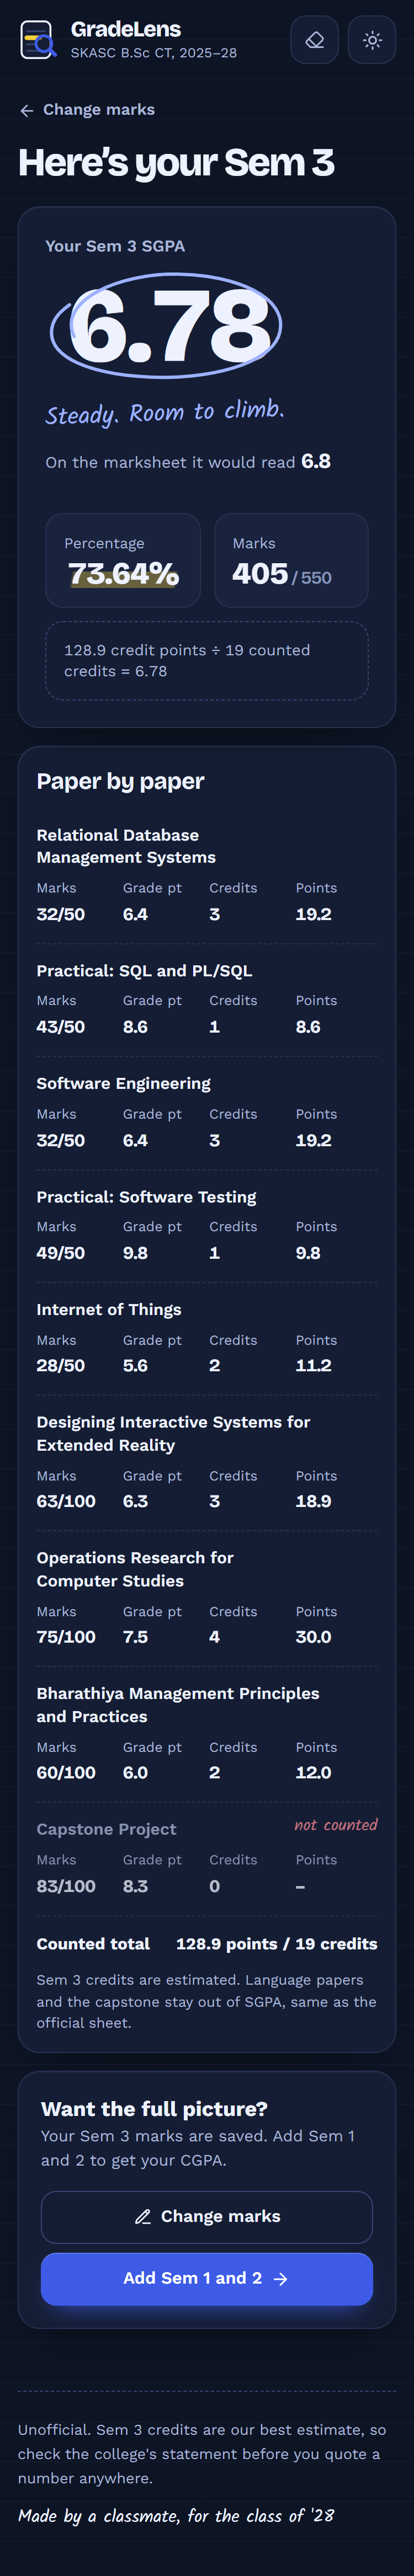 GradeLens
SKASC B.Sc CT, 2025–28
← Change marks
Here's your Sem 3
Your Sem 3 SGPA
6.78
Steady. Room to climb.
On the marksheet it would read 6.8
Percentage
73.64%
Marks
405 / 550
128.9 credit points ÷ 19 counted
credits = 6.78
Paper by paper
Relational Database
Management Systems
Marks Grade pt Credits Points
32/50 6.4 3 19.2
Practical: SQL and PL/SQL
Marks Grade pt Credits Points
43/50 8.6 1 8.6
Software Engineering
Marks Grade pt Credits Points
32/50 6.4 3 19.2
Practical: Software Testing
Marks Grade pt Credits Points
49/50 9.8 1 9.8
Internet of Things
Marks Grade pt Credits Points
28/50 5.6 2 11.2
Designing Interactive Systems for
Extended Reality
Marks Grade pt Credits Points
63/100 6.3 3 18.9
Operations Research for
Computer Studies
Marks Grade pt Credits Points
75/100 7.5 4 30.0
Bharathiya Management Principles
and Practices
Marks Grade pt Credits Points
60/100 6.0 2 12.0
Capstone Project not counted
Marks Grade pt Credits Points
83/100 8.3 0 –
Counted total 128.9 points / 19 credits
Sem 3 credits are estimated. Language papers
and the capstone stay out of SGPA, same as the
official sheet.
Want the full picture?
Your Sem 3 marks are saved. Add Sem 1
and 2 to get your CGPA.
Change marks
Add Sem 1 and 2 →
Unofficial. Sem 3 credits are our best estimate, so
check the college's statement before you quote a
number anywhere.
Made by a classmate, for the class of '28